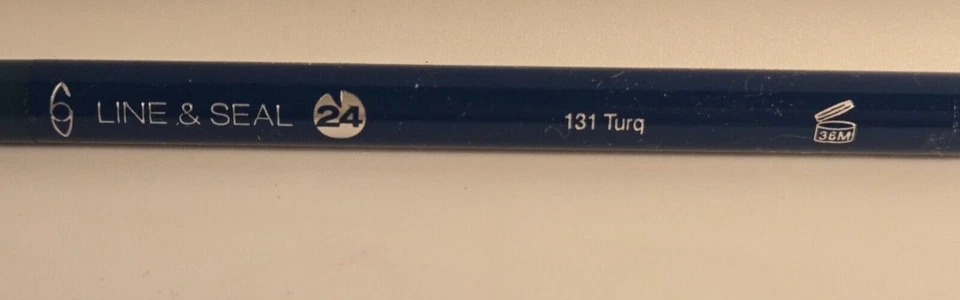 LINE & SEAL 24 131 Turq 36M